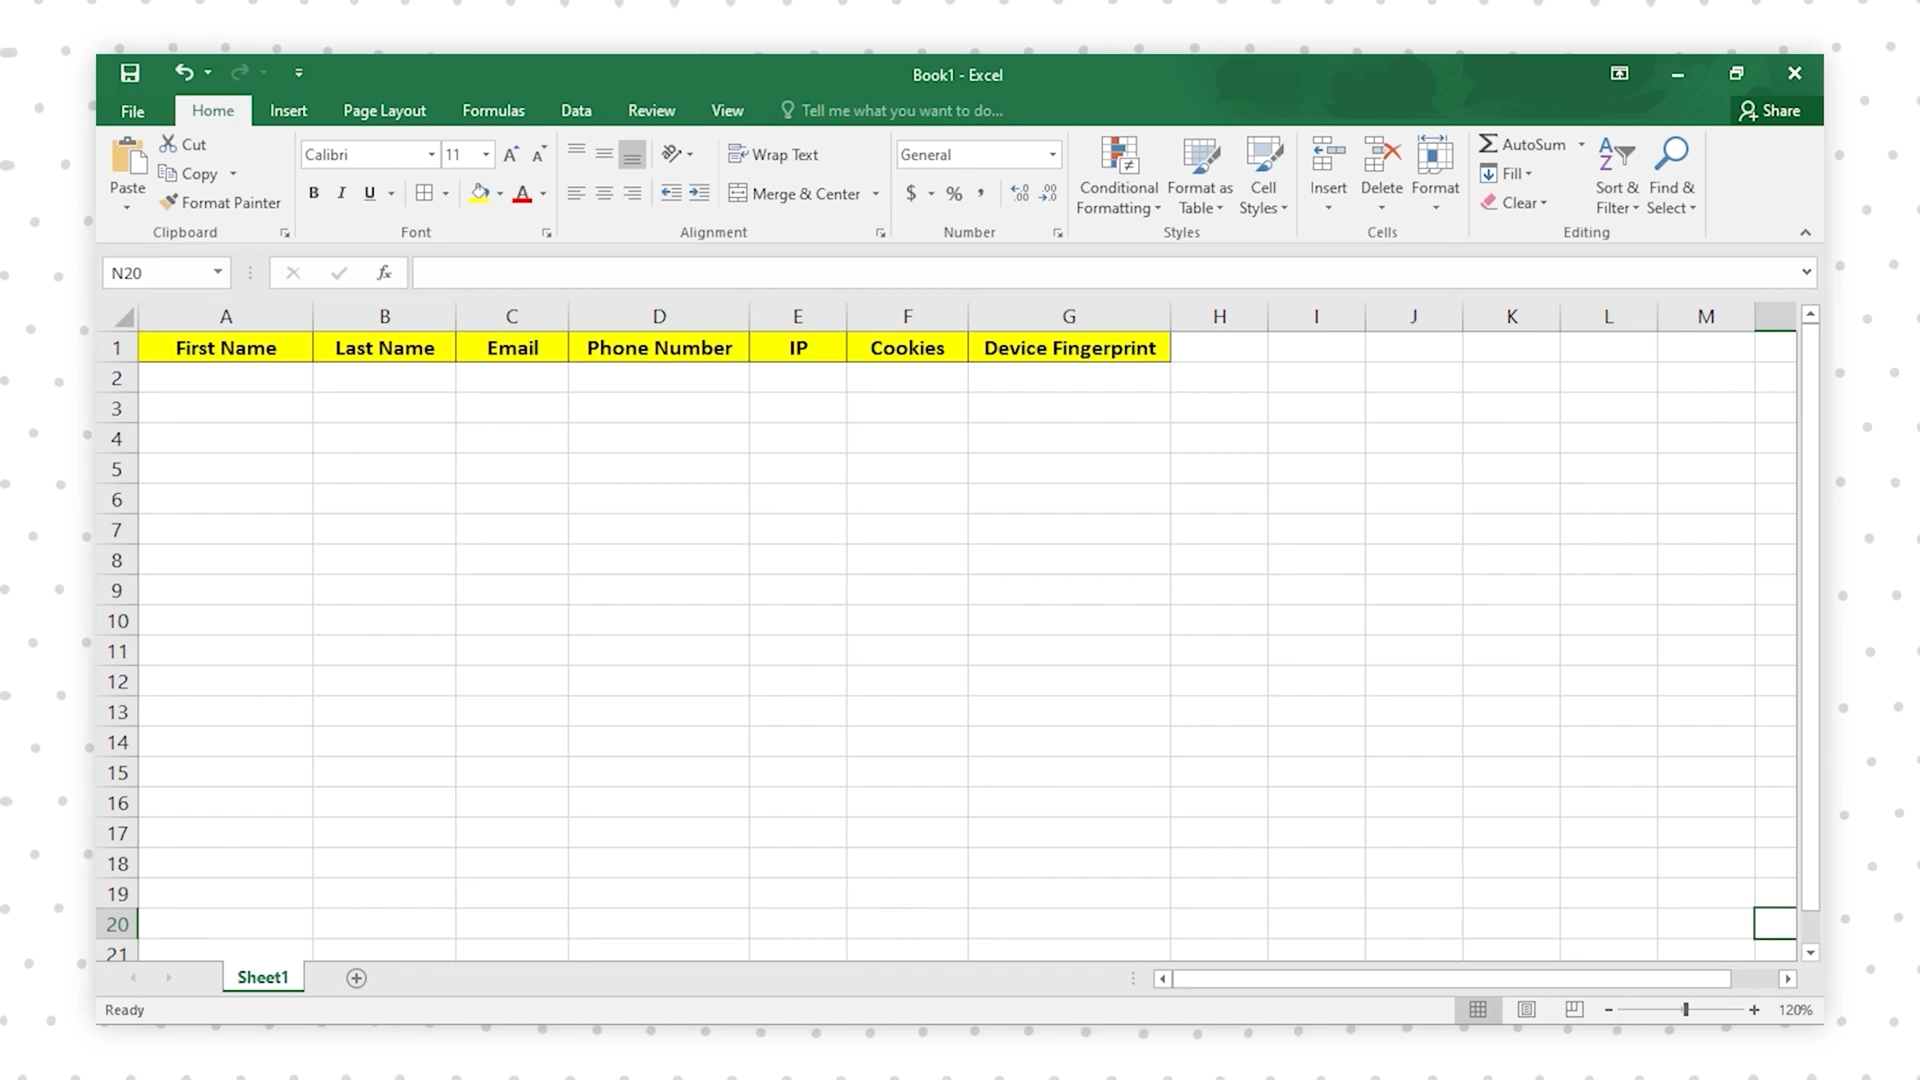 Book1 - Excel
File Home Insert Page Layout Formulas Data Review View Tell me what you want to do... Share
Paste
Cut
Copy
Format Painter
Clipboard
Calibri 11
B I U
Font
Wrap Text
Merge & Center
Alignment
General
$ % ,
Number
Conditional Formatting
Format as Table
Cell Styles
Styles
Insert
Delete
Format
Cells
AutoSum
Fill
Clear
Sort & Filter
Find & Select
Editing
N20 fx
A B C D E F G H I J K L M
1 First Name Last Name Email Phone Number IP Cookies Device Fingerprint
2
3
4
5
6
7
8
9
10
11
12
13
14
15
16
17
18
19
20
21
Sheet1
Ready 120%